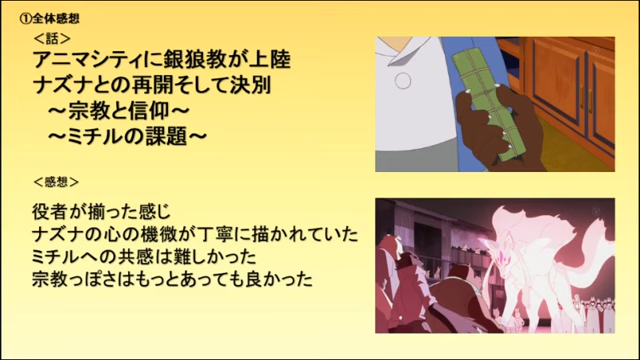 ①全体感想
＜話＞
アニマシティに銀狼教が上陸
ナズナとの再開そして決別
～宗教と信仰～
～ミチルの課題～
＜感想＞
役者が揃った感じ
ナズナの心の機微が丁寧に描かれていた
ミチルへの共感は難しかった
宗教っぽさはもっとあっても良かった